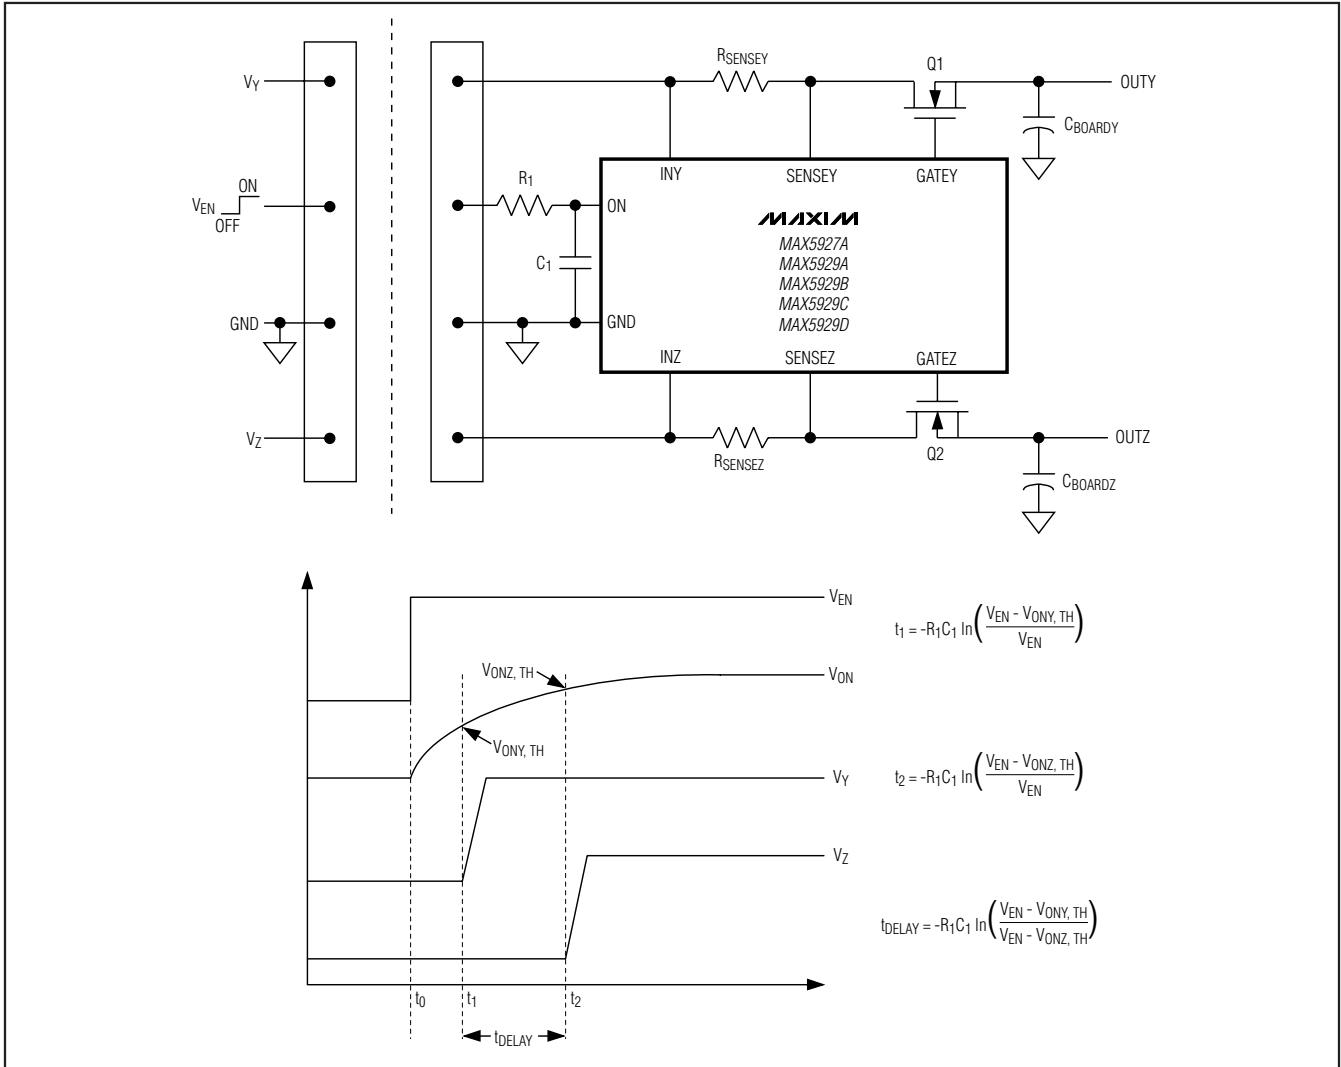 RSENSEY
Q1
VY
OUTY
CBOARDY
INY
SENSEY
GATEY
R1
ON
VEN
OFF
ON
MAXIM
MAX5927A
MAX5929A
MAX5929B
MAX5929C
MAX5929D
C1
GND
GND
INZ
SENSEZ
GATEZ
VZ
RSENSEZ
Q2
OUTZ
CBOARDZ
VEN
t1 = -R1C1 ln((VEN - VONY, TH)/VEN)
VONZ, TH
VON
VONY, TH
VY
t2 = -R1C1 ln((VEN - VONZ, TH)/VEN)
VZ
tDELAY = -R1C1 ln((VEN - VONY, TH)/(VEN - VONZ, TH))
t0
t1
t2
tDELAY